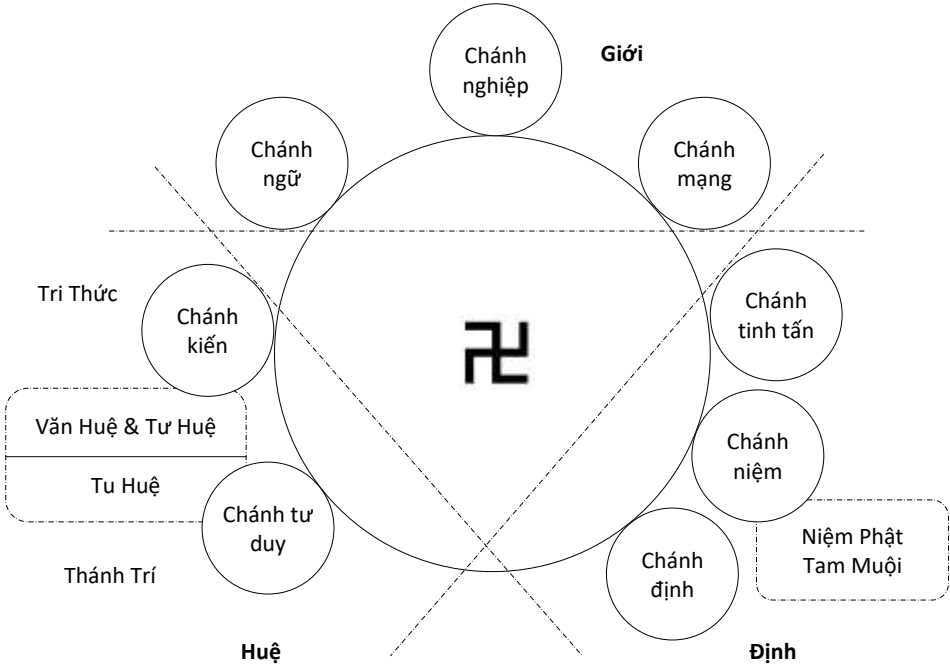 Chánh
nghiệp
Giới
Chánh
ngữ
Chánh
mạng
Tri Thức
Chánh
kiến
Chánh
tinh tấn
卍
Văn Huệ & Tư Huệ
Tu Huệ
Chánh
niệm
Chánh tư
duy
Niệm Phật
Tam Muội
Thánh Trí
Chánh
định
Huệ
Định